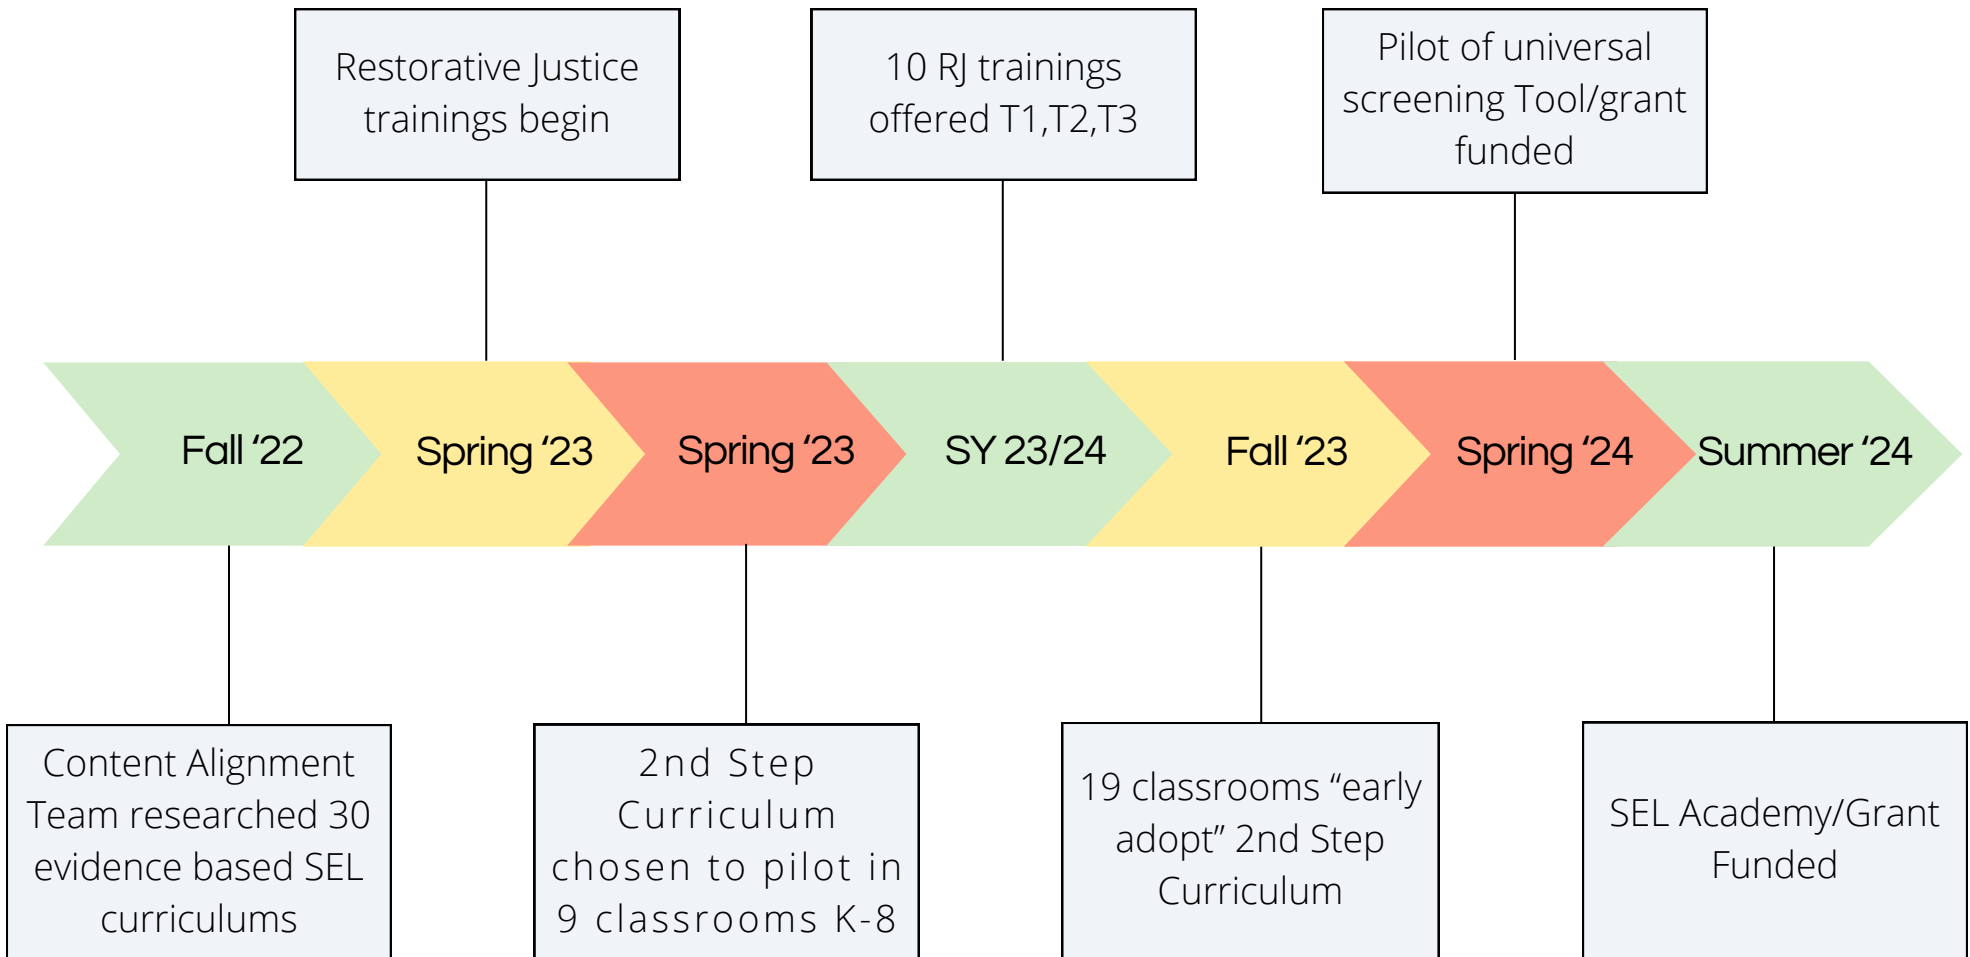 Restorative Justice
trainings begin
10 RJ trainings
offered T1,T2,T3
Pilot of universal
screening Tool/grant
funded
Fall ‘22
Spring ‘23
Spring ‘23
SY 23/24
Fall ‘23
Spring ‘24
Summer ‘24
Content Alignment
Team researched 30
evidence based SEL
curriculums
2nd Step
Curriculum
chosen to pilot in
9 classrooms K-8
19 classrooms “early
adopt” 2nd Step
Curriculum
SEL Academy/Grant
Funded